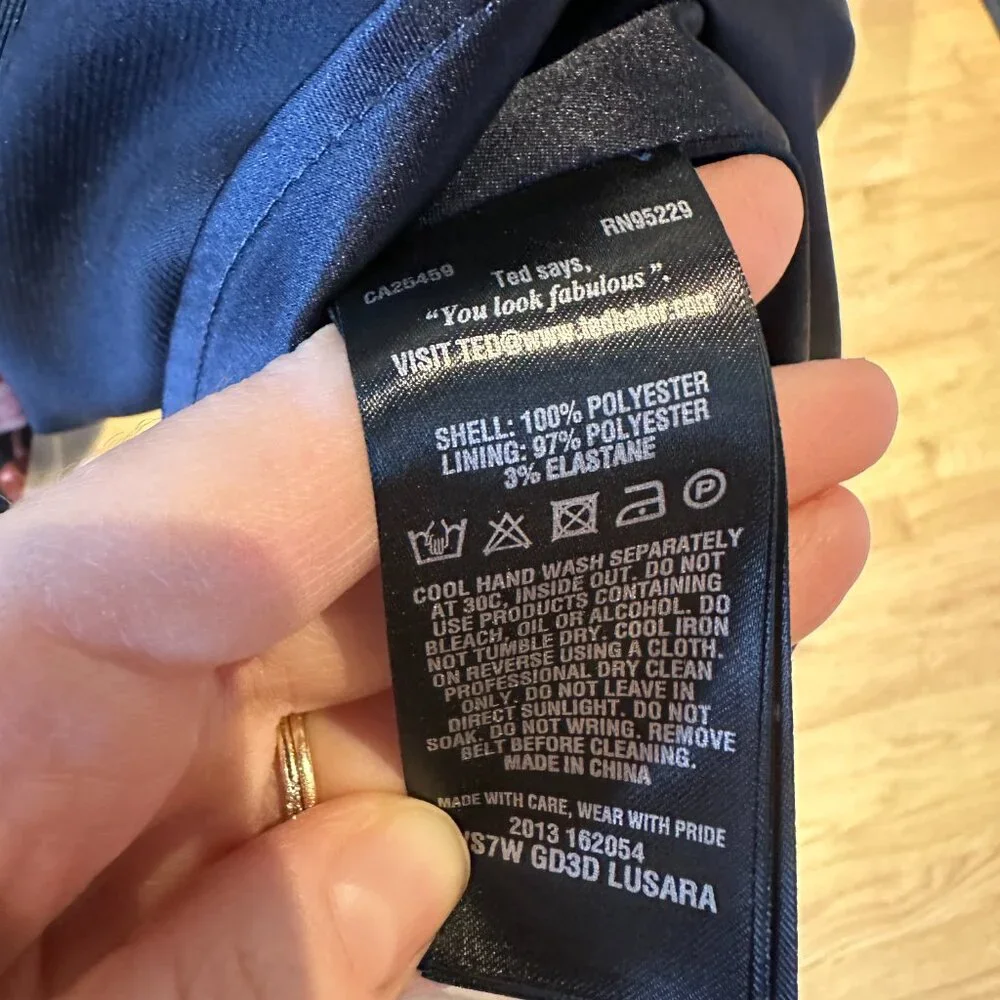 RN95229
CA25459
Ted says,
"You look fabulous".
VISIT TED@www.tedbaker.com
SHELL: 100% POLYESTER
LINING: 97% POLYESTER
3% ELASTANE
P
COOL HAND WASH SEPARATELY
AT 30C, INSIDE OUT. DO NOT
USE PRODUCTS CONTAINING
BLEACH, OIL OR ALCOHOL. DO
NOT TUMBLE DRY. COOL IRON
ON REVERSE USING A CLOTH.
PROFESSIONAL DRY CLEAN
ONLY. DO NOT LEAVE IN
DIRECT SUNLIGHT. DO NOT
SOAK, DO NOT WRING. REMOVE
BELT BEFORE CLEANING.
MADE IN CHINA
MADE WITH CARE, WEAR WITH PRIDE
2013 162054
GD3D LUSARA